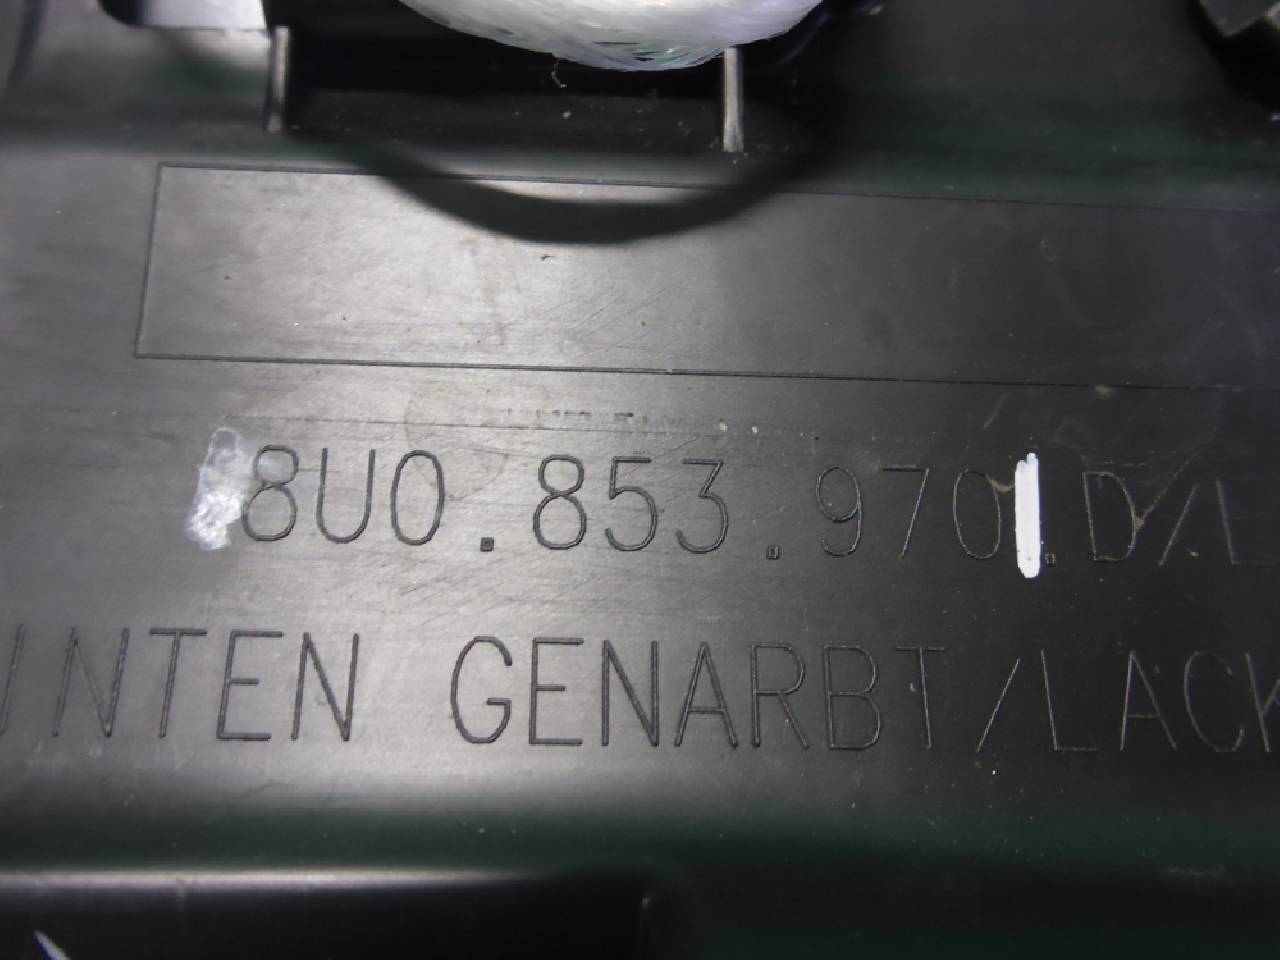 8U0.853.970.D/L
UNTEN GENARBT/LACK